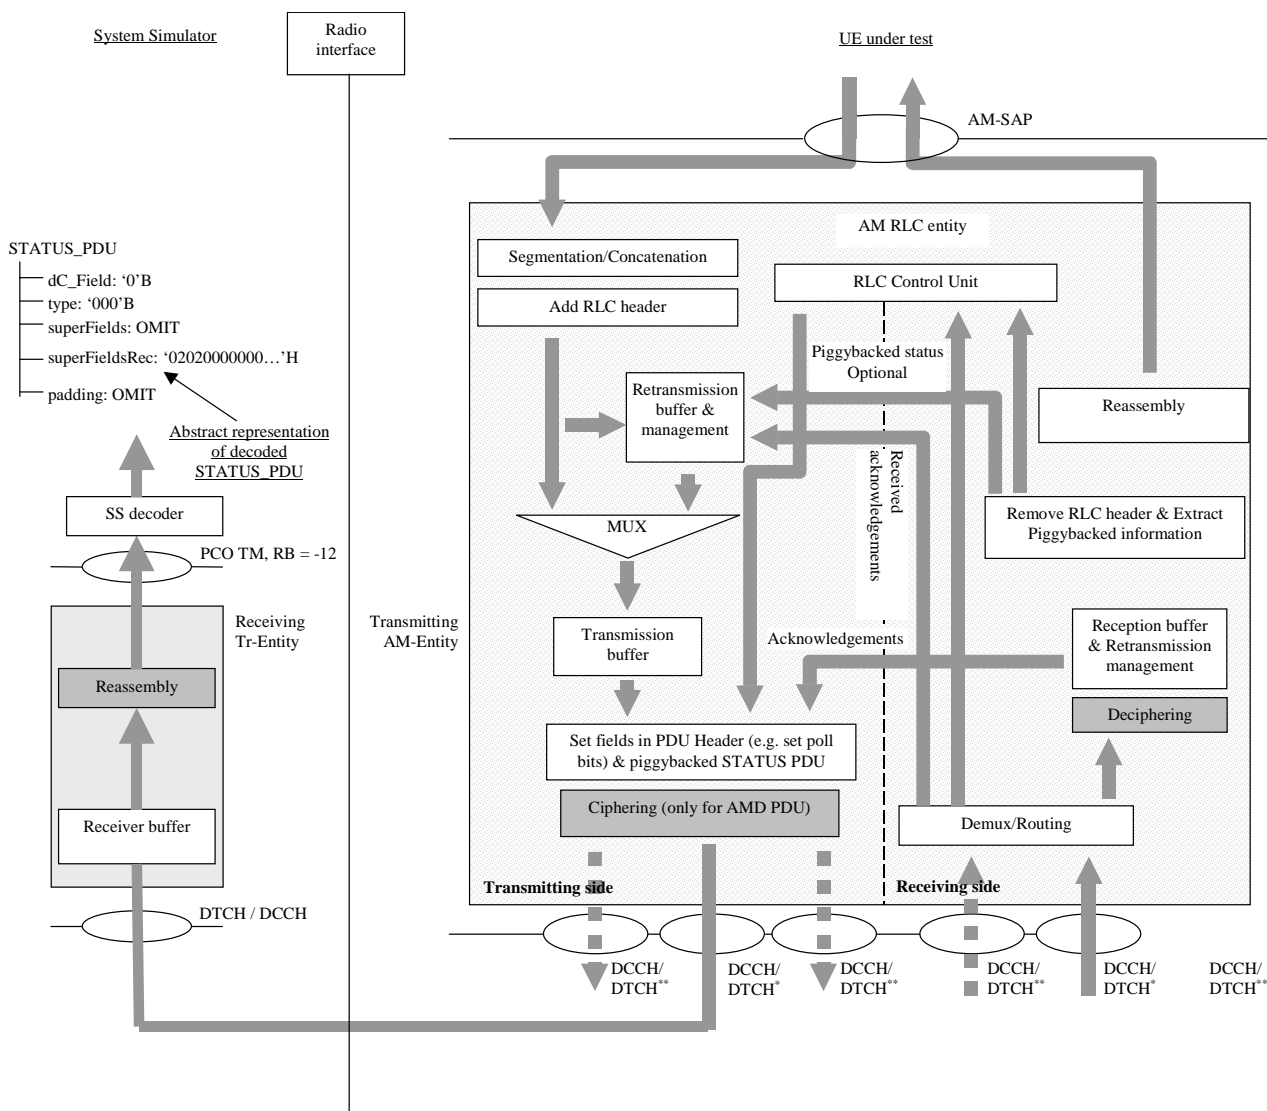 System Simulator
Radio
interface
UE under test
AM-SAP
STATUS_PDU
dC_Field: ‘0’B
type: ‘000’B
superFields: OMIT
superFieldsRec: ‘02020000000…’H
padding: OMIT
Abstract representation
of decoded
STATUS_PDU
SS decoder
PCO TM, RB = -12
Receiving
Tr-Entity
Reassembly
Receiver buffer
DTCH / DCCH
Transmitting
AM-Entity
AM RLC entity
Segmentation/Concatenation
Add RLC header
RLC Control Unit
Piggybacked status
Optional
Retransmission
buffer &
management
Reassembly
Received
acknowledgements
MUX
Remove RLC header & Extract
Piggybacked information
Transmission
buffer
Acknowledgements
Reception buffer
& Retransmission
management
Deciphering
Set fields in PDU Header (e.g. set poll
bits) & piggybacked STATUS PDU
Ciphering (only for AMD PDU)
Demux/Routing
Transmitting side
Receiving side
DCCH/
DTCH**
DCCH/
DTCH*
DCCH/
DTCH**
DCCH/
DTCH**
DCCH/
DTCH*
DCCH/
DTCH**